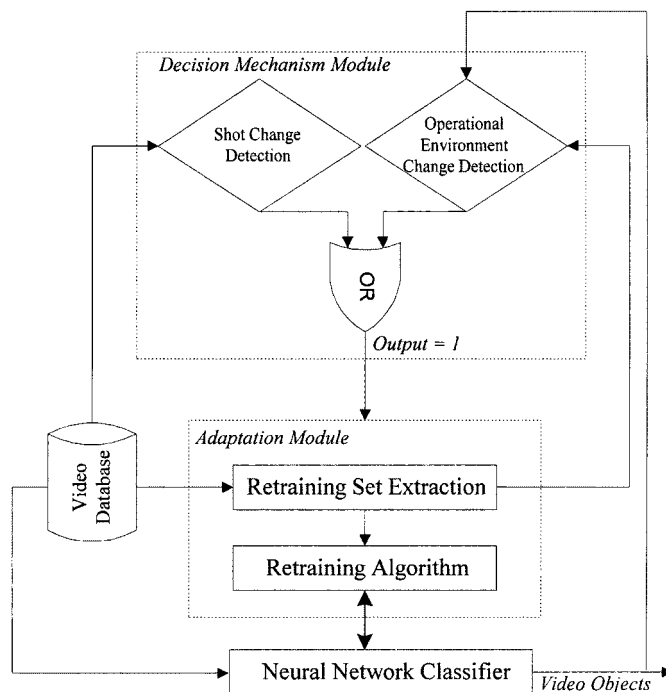 Decision Mechanism Module
Shot Change
Detection
Operational
Environment
Change Detection
OR
Output = 1
Adaptation Module
Video
Database
Retraining Set Extraction
Retraining Algorithm
Neural Network Classifier
Video Objects